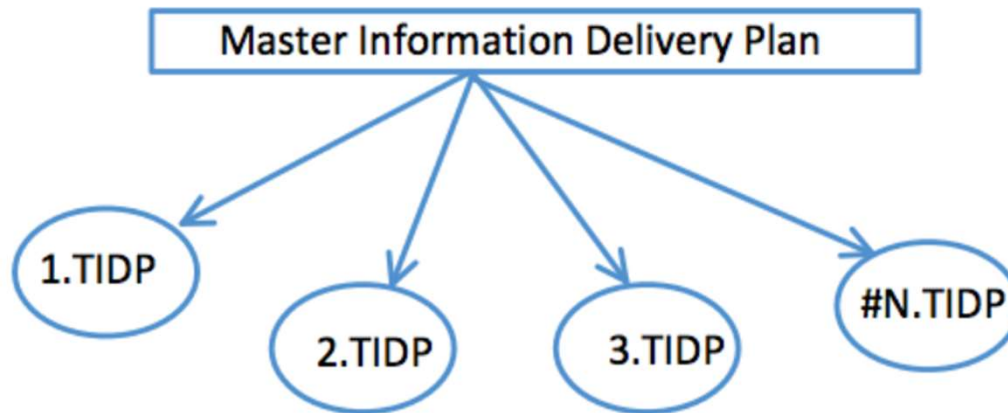 Master Information Delivery Plan
1.TIDP
2.TIDP
3.TIDP
#N.TIDP